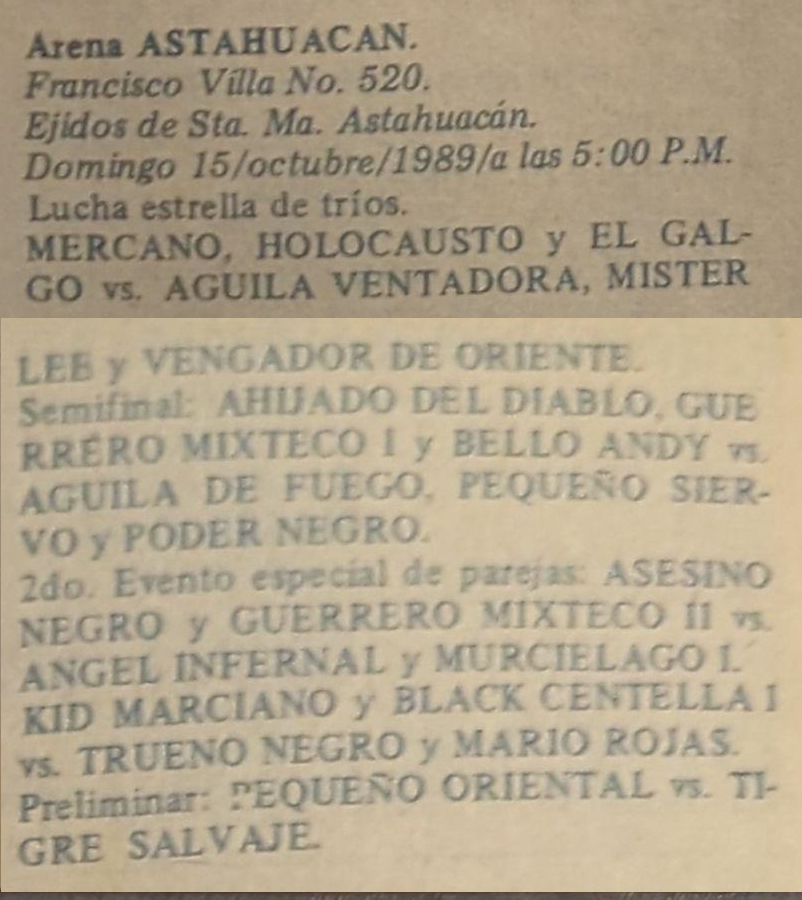 Arena ASTAHUACAN.
Francisco Villa No. 520.
Ejidos de Sta. Ma. Astahuacán.
Domingo 15/octubre/1989/a las 5:00 P.M.
Lucha estrella de tríos.
MERCANO, HOLOCAUSTO y EL GAL-
GO vs. AGUILA VENTADORA, MISTER
LEE y VENGADOR DE ORIENTE.
Semifinal: AHIJADO DEL DIABLO, GUE
RRERO MIXTECO I y BELLO ANDY vs.
AGUILA DE FUEGO, PEQUEÑO SIER-
VO y PODER NEGRO.
2do. Evento especial de parejas: ASESINO
NEGRO y GUERRERO MIXTECO II vs.
ANGEL INFERNAL y MURCIELAGO I.
KID MARCIANO y BLACK CENTELLA I
vs. TRUENO NEGRO y MARIO ROJAS.
Preliminar: PEQUEÑO ORIENTAL vs. TI-
GRE SALVAJE.